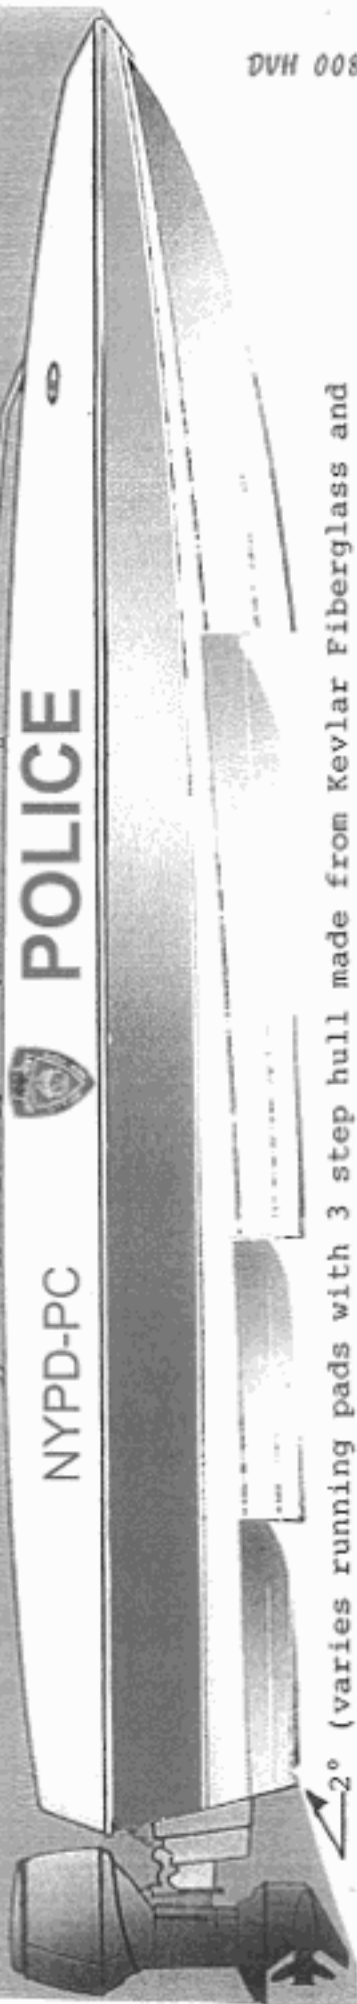 DVH 008
POLICE
NYPD-PC
2° (varies running pads with 3 step hull made from Kevlar Fiberglass and